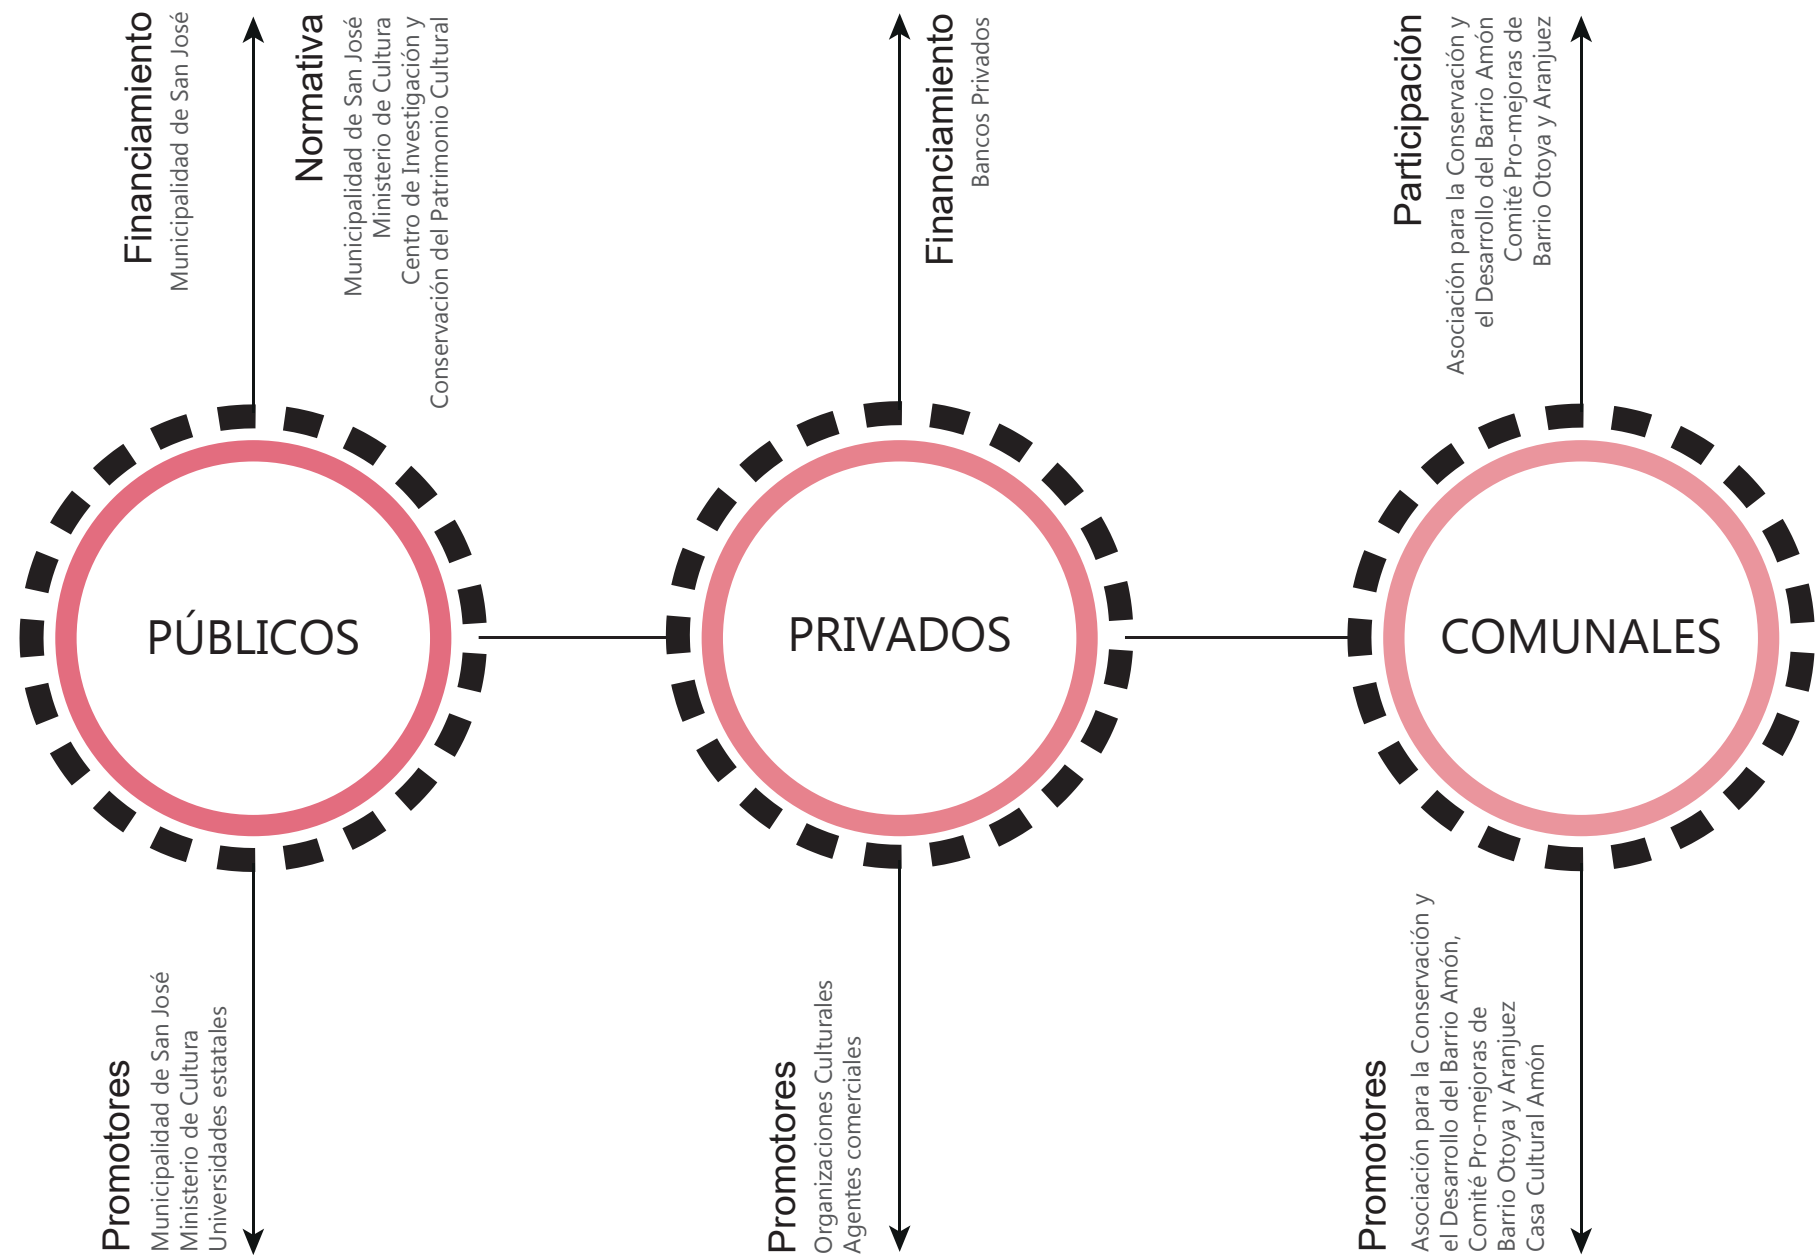 Financiamiento
Municipalidad de San José
Normativa
Municipalidad de San José
Ministerio de Cultura
Centro de Investigación y
Conservación del Patrimonio Cultural
Financiamiento
Bancos Privados
Participación
Asociación para la Conservación y
el Desarrollo del Barrio Amón
Comité Pro-mejoras de
Barrio Otoya y Aranjuez
PÚBLICOS
PRIVADOS
COMUNALES
Promotores
Municipalidad de San José
Ministerio de Cultura
Universidades estatales
Promotores
Organizaciones Culturales
Agentes comerciales
Promotores
Asociación para la Conservación y
el Desarrollo del Barrio Amón,
Comité Pro-mejoras de
Barrio Otoya y Aranjuez
Casa Cultural Amón